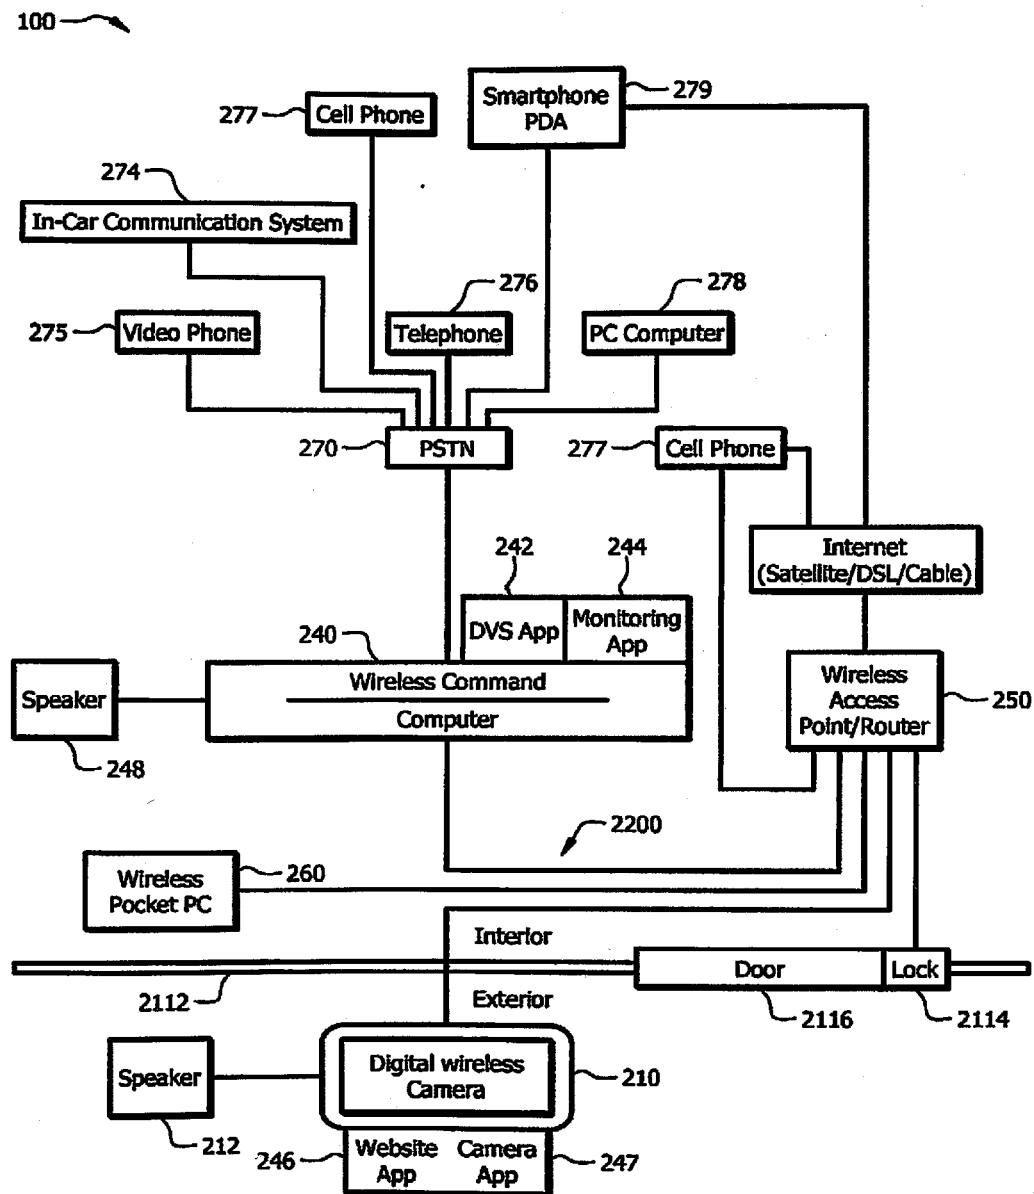 100
279
Smartphone
PDA
277
Cell Phone
274
In-Car Communication System
276
278
275
Video Phone
Telephone
PC Computer
270
PSTN
277
Cell Phone
Internet
(Satellite/DSL/Cable)
242
244
DVS App
Monitoring
App
240
Wireless Command
Computer
Speaker
248
Wireless
Access
Point/Router
250
2200
Wireless
Pocket PC
260
Interior
Door
Lock
2112
Exterior
2116
2114
Speaker
212
Digital wireless
Camera
210
246
Website
App
Camera
App
247